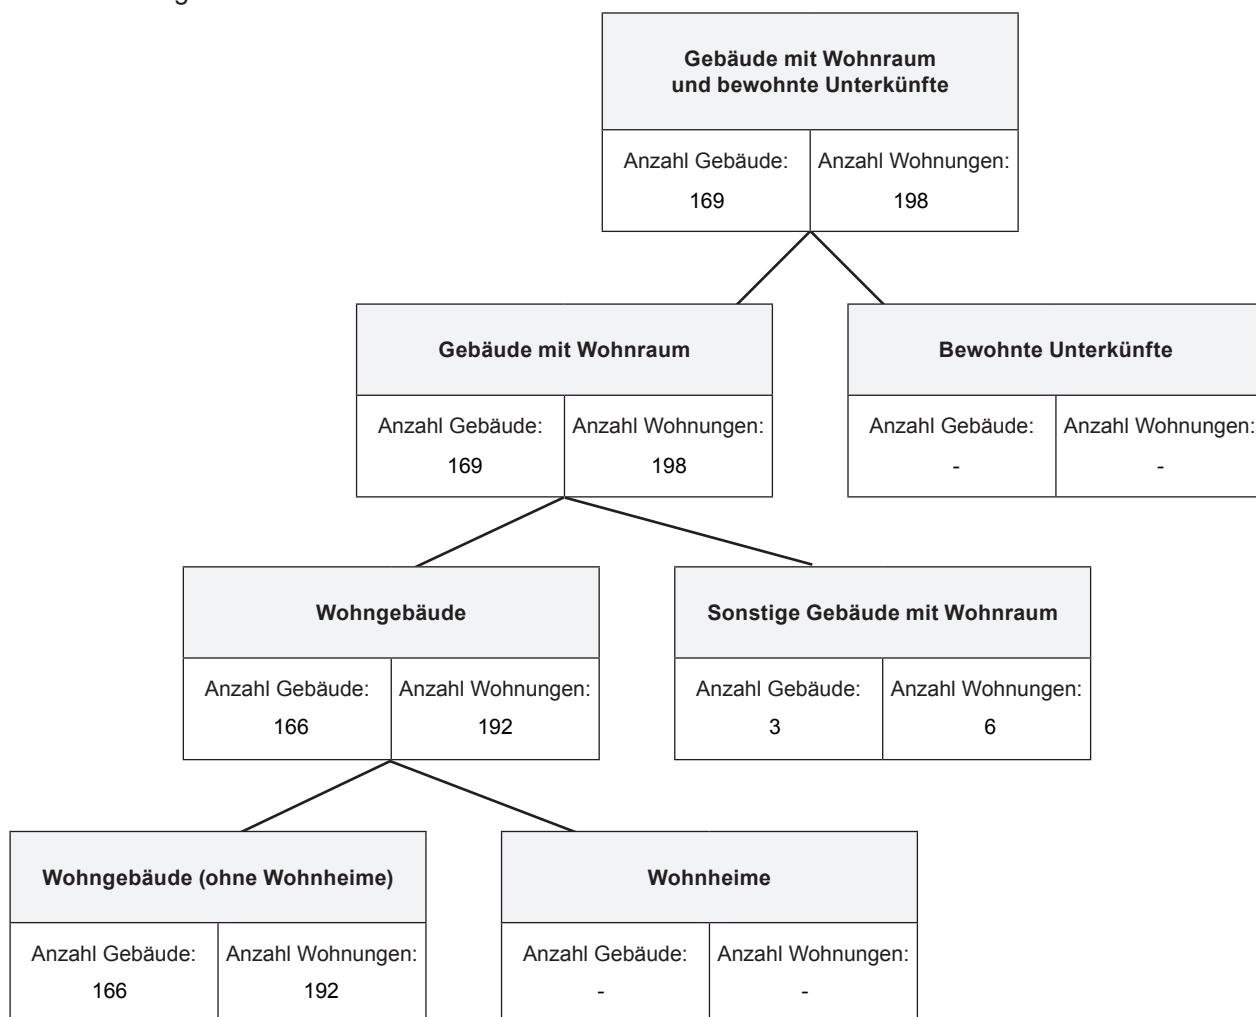 Gebäude mit Wohnraum
und bewohnte Unterkünfte
Anzahl Gebäude: Anzahl Wohnungen:
169 198
Gebäude mit Wohnraum
Bewohnte Unterkünfte
Anzahl Gebäude: Anzahl Wohnungen:
169 198
Anzahl Gebäude: Anzahl Wohnungen:
- -
Wohngebäude
Sonstige Gebäude mit Wohnraum
Anzahl Gebäude: Anzahl Wohnungen:
166 192
Anzahl Gebäude: Anzahl Wohnungen:
3 6
Wohngebäude (ohne Wohnheime)
Wohnheime
Anzahl Gebäude: Anzahl Wohnungen:
166 192
Anzahl Gebäude: Anzahl Wohnungen:
- -